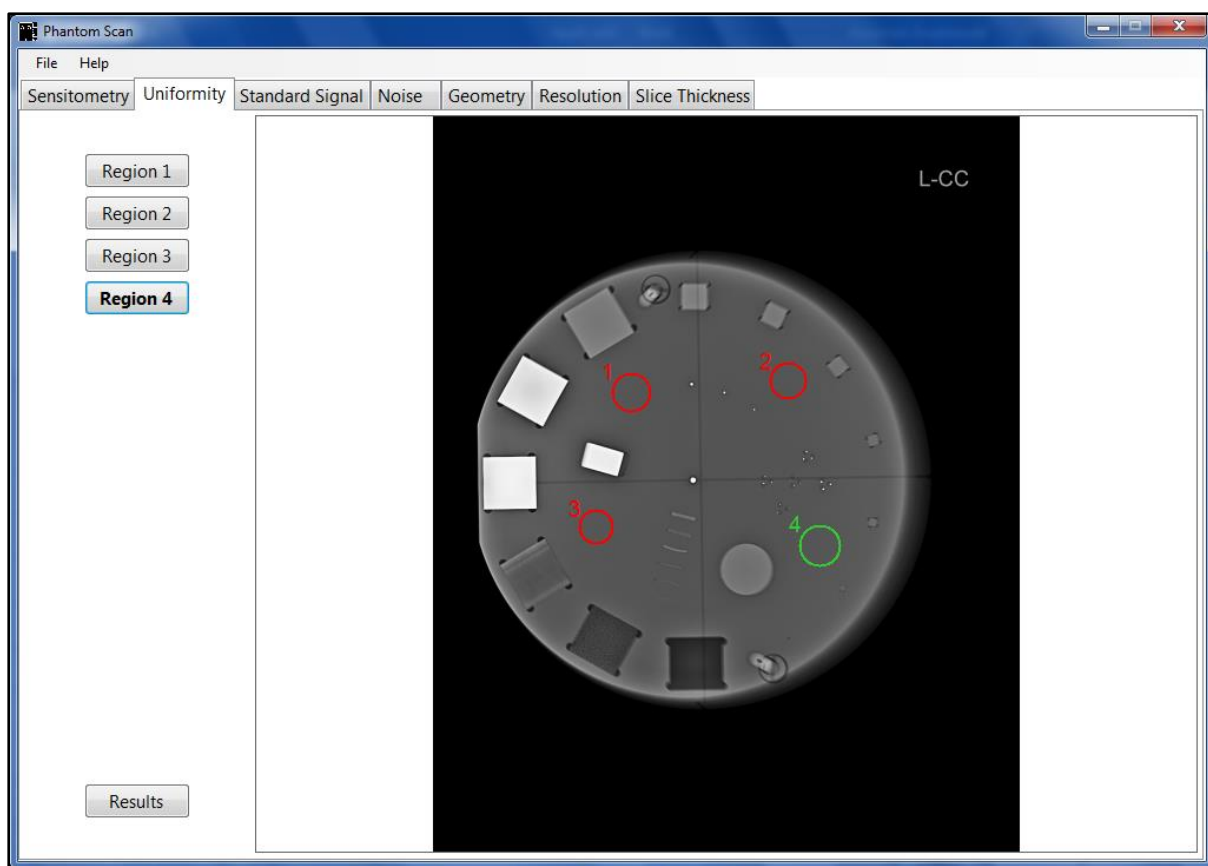 Phantom Scan
File Help
Sensitometry Uniformity Standard Signal Noise Geometry Resolution Slice Thickness
Region 1
Region 2
Region 3
Region 4
Results
L-CC
1
2
3
4